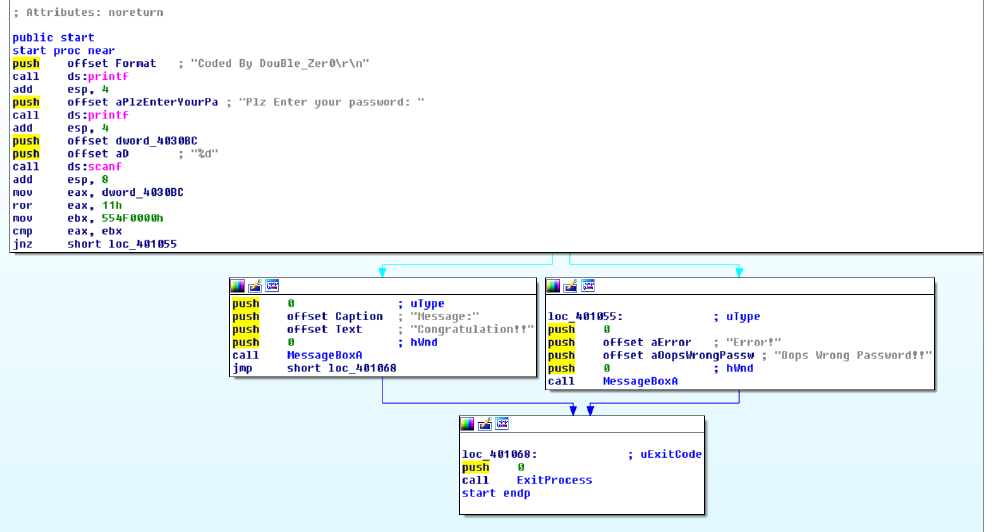 ; Attributes: noreturn
public start
start proc near
push offset Format ; "Coded By DouBle_Zer0\r\n"
call ds:printf
add esp, 4
push offset aPlzEnterYourPa ; "Plz Enter your password: "
call ds:printf
add esp, 4
push offset dword_4030BC
push offset aD ; "%d"
call ds:scanf
add esp, 8
mov eax, dword_4030BC
ror eax, 11h
mov ebx, 554F0000h
cmp eax, ebx
jnz short loc_401055
push 0 ; uType
push offset Caption ; "Message:"
push offset Text ; "Congratulation!!"
push 0 ; hWnd
call MessageBoxA
jmp short loc_401068
loc_401055: ; uType
push 0
push offset aError ; "Error!"
push offset aOopsWrongPassw ; "Oops Wrong Password!!"
push 0 ; hWnd
call MessageBoxA
loc_401068: ; uExitCode
push 0
call ExitProcess
start endp